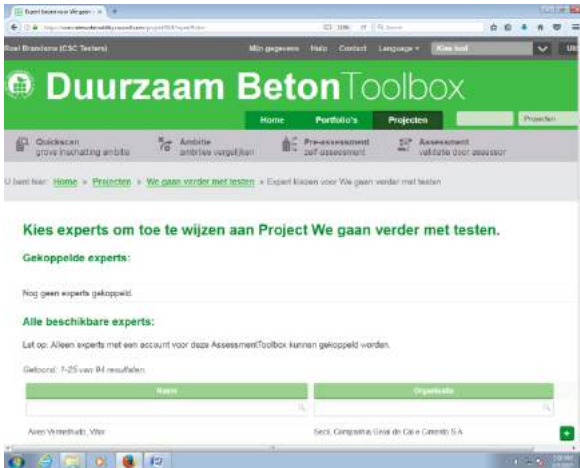 Roel Brandsma (CSC Testers)
Mijn gegevens Help Contact Language
Duurzaam BetonToolbox
Home Portfolio's Projecten Projecten
Quickscan
grove inschatting ambitie
Ambitie
ambities vergelijken
Pre-assessment
zelf-assessment
Assessment
validatie door assessor
U bent hier: Home » Projecten » We gaan verder met testen » Expert kiezen voor We gaan verder met testen
Kies experts om toe te wijzen aan Project We gaan verder met testen.
Gekoppelde experts:
Nog geen experts gekoppeld.
Alle beschikbare experts:
Let op: Alleen experts met een account voor deze AssessmentToolbox kunnen gekoppeld worden.
Getoond: 1-25 van 94 resultaten.
Naam Organisatie